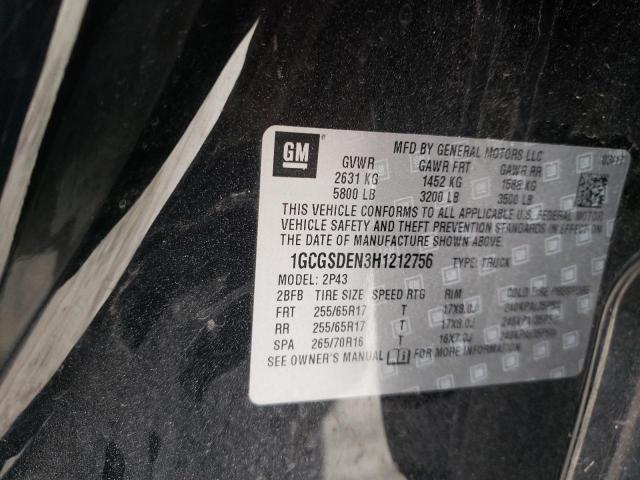 GM
MFD BY GENERAL MOTORS LLC
GVWR GAWR FRT GAWR RR
2631 KG 1452 KG 1588 KG
5800 LB 3200 LB 3500 LB
THIS VEHICLE CONFORMS TO ALL APPLICABLE U.S. FEDERAL MOTOR
VEHICLE SAFETY AND THEFT PREVENTION STANDARDS IN EFFECT ON
THE DATE OF MANUFACTURE SHOWN ABOVE.
1GCGSDEN3H1212756 TYPE: TRUCK
MODEL: 2P43
2BFB TIRE SIZE SPEED RTG RIM COLD TIRE PRESSURE
FRT 255/65R17 T 17X8.0J
RR 255/65R17 T 17X8.0J
SPA 265/70R16 T 16X7.0J
SEE OWNER'S MANUAL FOR MORE INFORMATION.